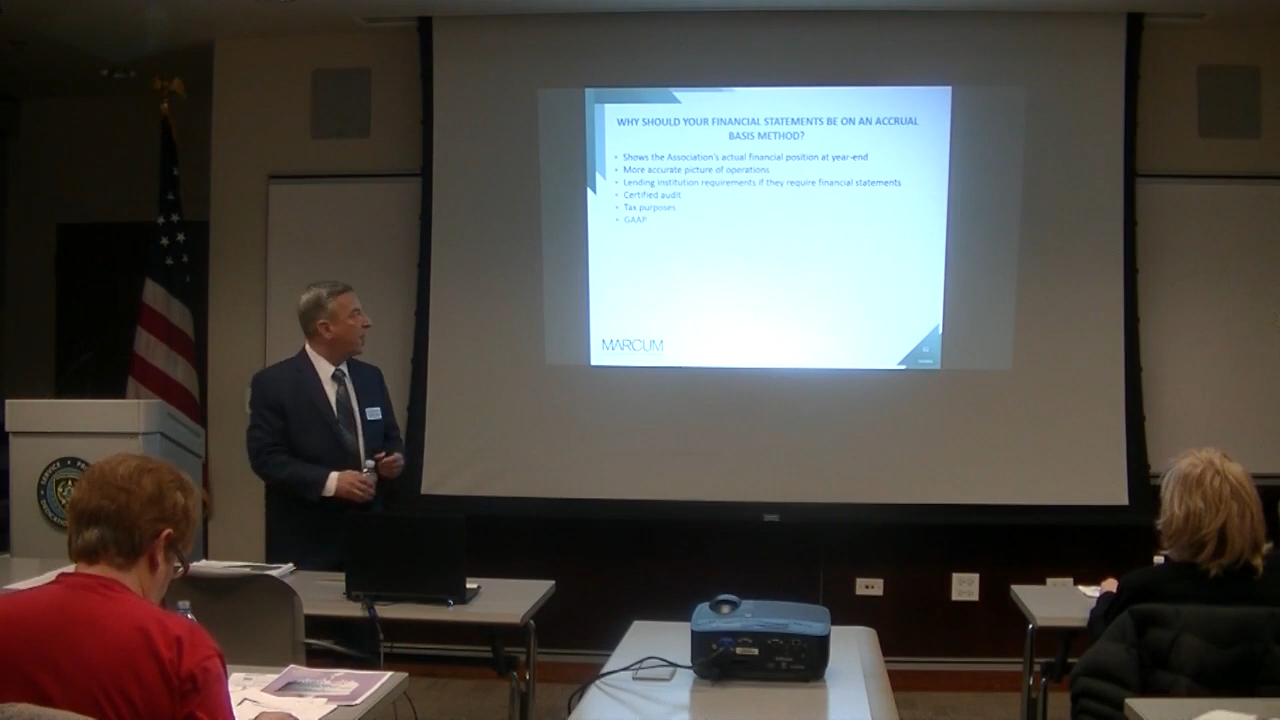 WHY SHOULD YOUR FINANCIAL STATEMENTS BE ON AN ACCRUAL
BASIS METHOD?
• Shows the Association's actual financial position at year-end
• More accurate picture of operations
• Lending institution requirements if they require financial statements
• Certified audit
• Tax purposes
• GAAP
MARCUM
SERVICE